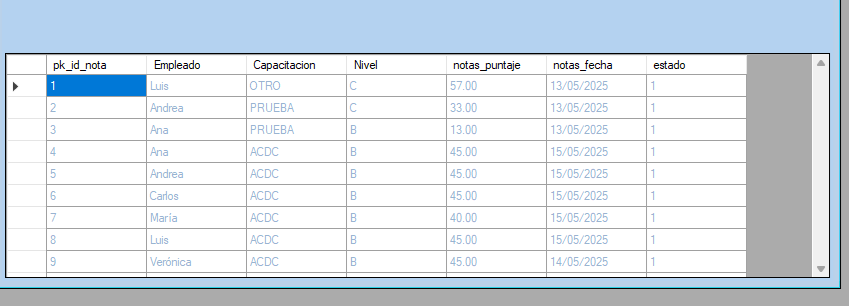 pk_id_nota Empleado Capacitacion Nivel notas_puntaje notas_fecha estado
1 Luis OTRO C 57.00 13/05/2025 1
2 Andrea PRUEBA C 33.00 13/05/2025 1
3 Ana PRUEBA B 13.00 13/05/2025 1
4 Ana ACDC B 45.00 15/05/2025 1
5 Andrea ACDC B 45.00 15/05/2025 1
6 Carlos ACDC B 45.00 15/05/2025 1
7 María ACDC B 40.00 15/05/2025 1
8 Luis ACDC B 45.00 15/05/2025 1
9 Verónica ACDC B 45.00 14/05/2025 1